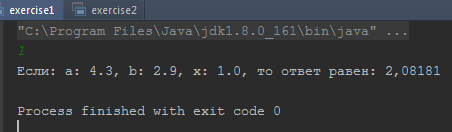 exercise1 exercise2
"C:\Program Files\Java\jdk1.8.0_161\bin\java" ...
1
Если: a: 4.3, b: 2.9, x: 1.0, то ответ равен: 2,08181
Process finished with exit code 0